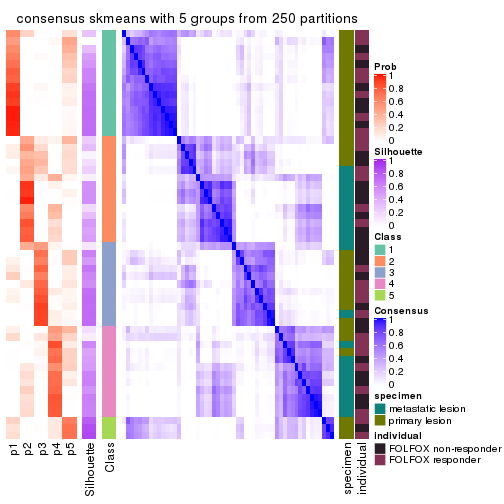 consensus skmeans with 5 groups from 250 partitions
Prob
1
0.8
0.6
0.4
0.2
0
Silhouette
1
0.8
0.6
0.4
0.2
0
Class
1
2
3
4
5
Consensus
1
0.8
0.6
0.4
0.2
0
specimen
metastatic lesion
primary lesion
individual
FOLFOX non-responder
FOLFOX responder
p1
p2
p3
p4
p5
Silhouette
Class
specimen
individual